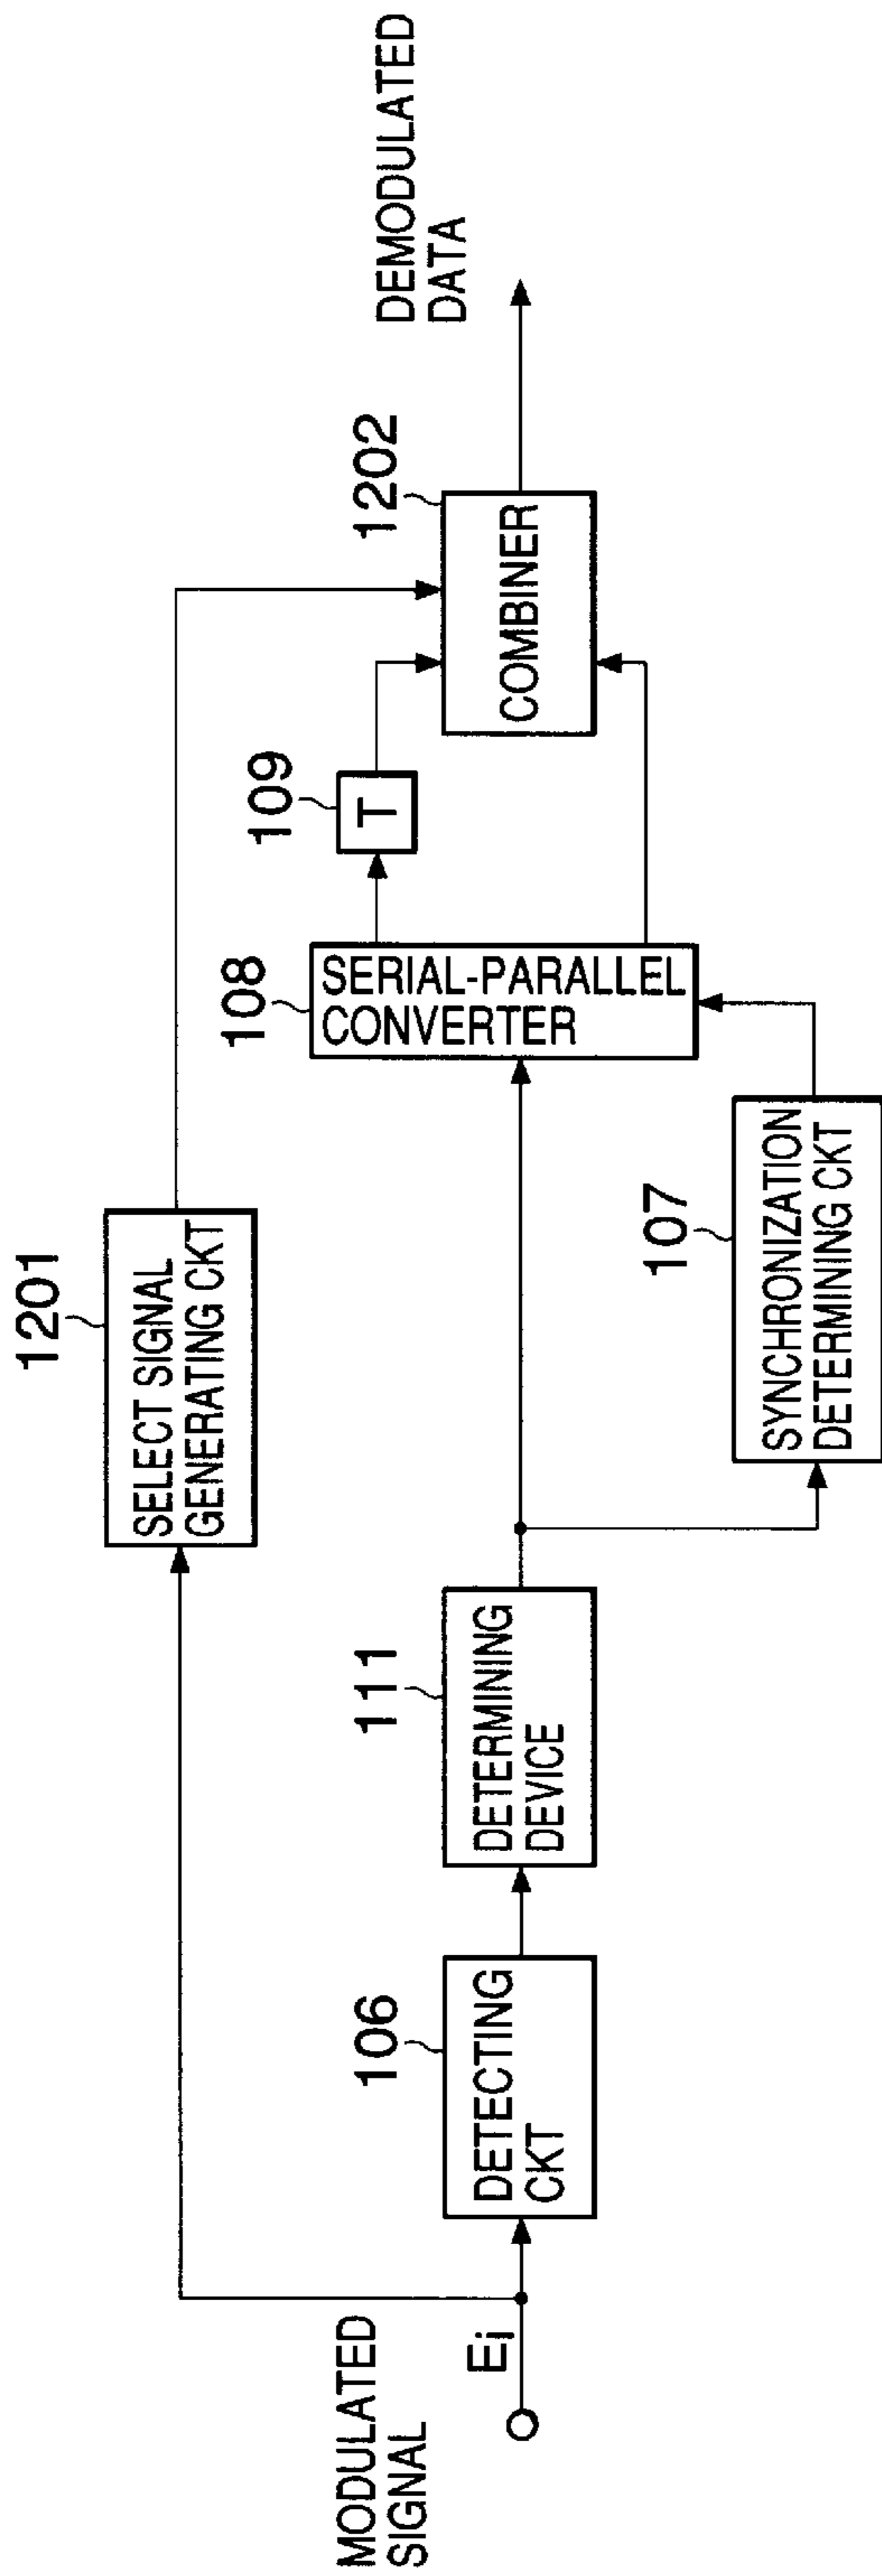 MODULATED
SIGNAL
Ei
106
DETECTING
CKT
111
DETERMINING
DEVICE
1201
SELECT SIGNAL
GENERATING CKT
107
SYNCHRONIZATION
DETERMINING CKT
108
SERIAL-PARALLEL
CONVERTER
109
T
1202
COMBINER
DEMODULATED
DATA